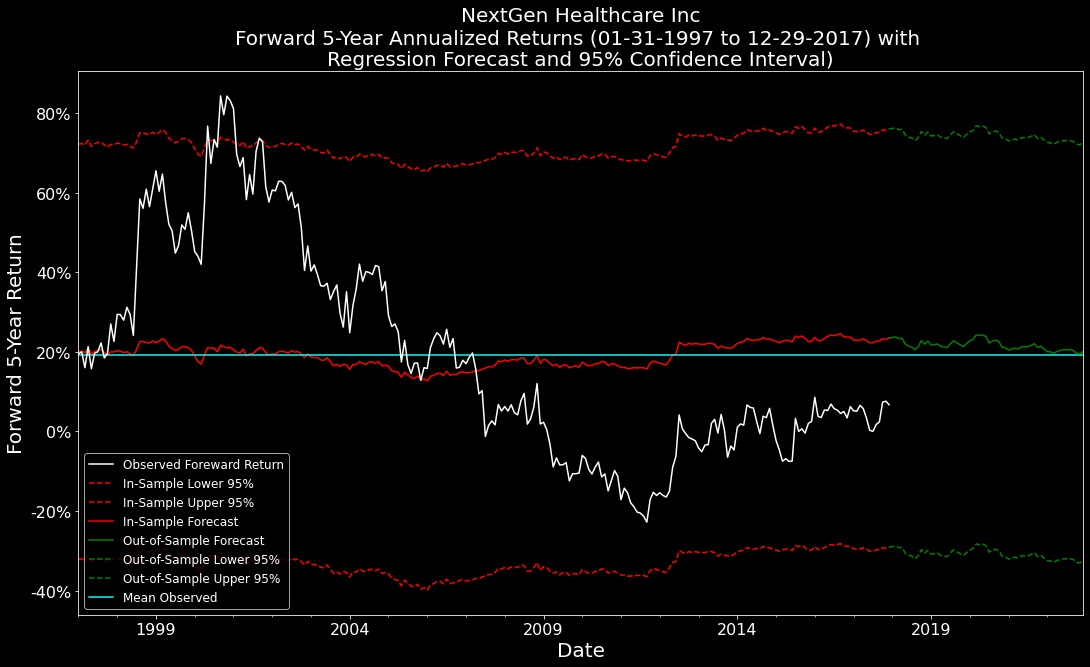 NextGen Healthcare Inc
Forward 5-Year Annualized Returns (01-31-1997 to 12-29-2017) with
Regression Forecast and 95% Confidence Interval)
Forward 5-Year Return
80%
60%
40%
20%
0%
-20%
-40%
Observed Foreward Return
In-Sample Lower 95%
In-Sample Upper 95%
In-Sample Forecast
Out-of-Sample Forecast
Out-of-Sample Lower 95%
Out-of-Sample Upper 95%
Mean Observed
1999 2004 2009 2014 2019
Date